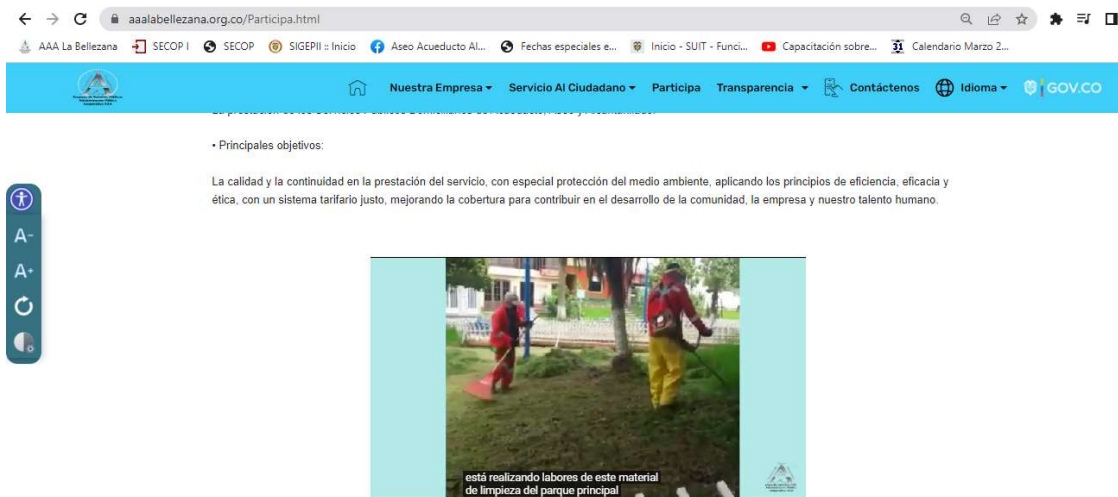 aaalabellezana.org.co/Participa.html
AAA La Bellezana SECOP I SECOP SIGEPII :: Inicio Aseo Acueducto Al... Fechas especiales e... Inicio - SUIT - Funci... Capacitación sobre... 31 Calendario Marzo 2...
Nuestra Empresa Servicio Al Ciudadano Participa Transparencia Contáctenos Idioma GOV.CO
• Principales objetivos:
La calidad y la continuidad en la prestación del servicio, con especial protección del medio ambiente, aplicando los principios de eficiencia, eficacia y
ética, con un sistema tarifario justo, mejorando la cobertura para contribuir en el desarrollo de la comunidad, la empresa y nuestro talento humano.
A-
A+
está realizando labores de este material
de limpieza del parque principal